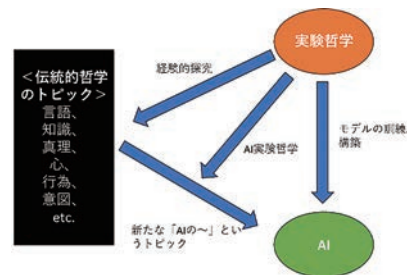 実験哲学
<伝統的哲学
のトピック>
言語、
知識、
真理、
心、
行為、
意図、
etc.
経験的探究
AI実験哲学
モデルの訓練、
構築
新たな「AIの~」とい
うトピック
AI